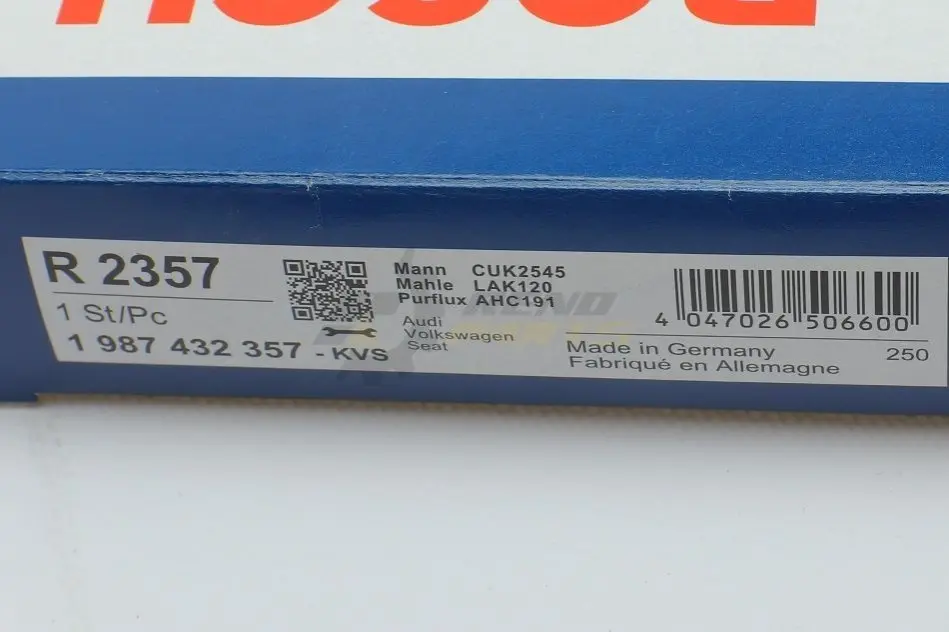 BOSCH
R 2357
1 St/Pc
1 987 432 357 - KVS
Mann CUK2545
Mahle LAK120
Purflux AHC191
Audi
Volkswagen
Seat
4 047026 506600
Made in Germany
Fabriqué en Allemagne
250